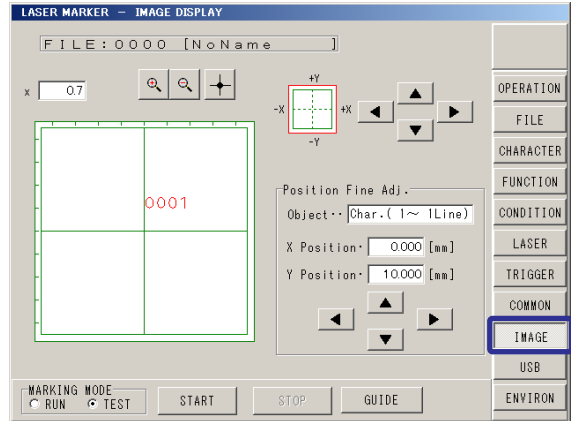 LASER MARKER － IMAGE DISPLAY
FILE:0000 [NoName ]
x 0.7
+Y
-X +X
-Y
0001
Position Fine Adj.
Object·· Char.( 1～ 1Line)
X Position· 0.000 [mm]
Y Position· 10.000 [mm]
OPERATION
FILE
CHARACTER
FUNCTION
CONDITION
LASER
TRIGGER
COMMON
IMAGE
USB
ENVIRON
MARKING MODE
RUN TEST
START
STOP
GUIDE